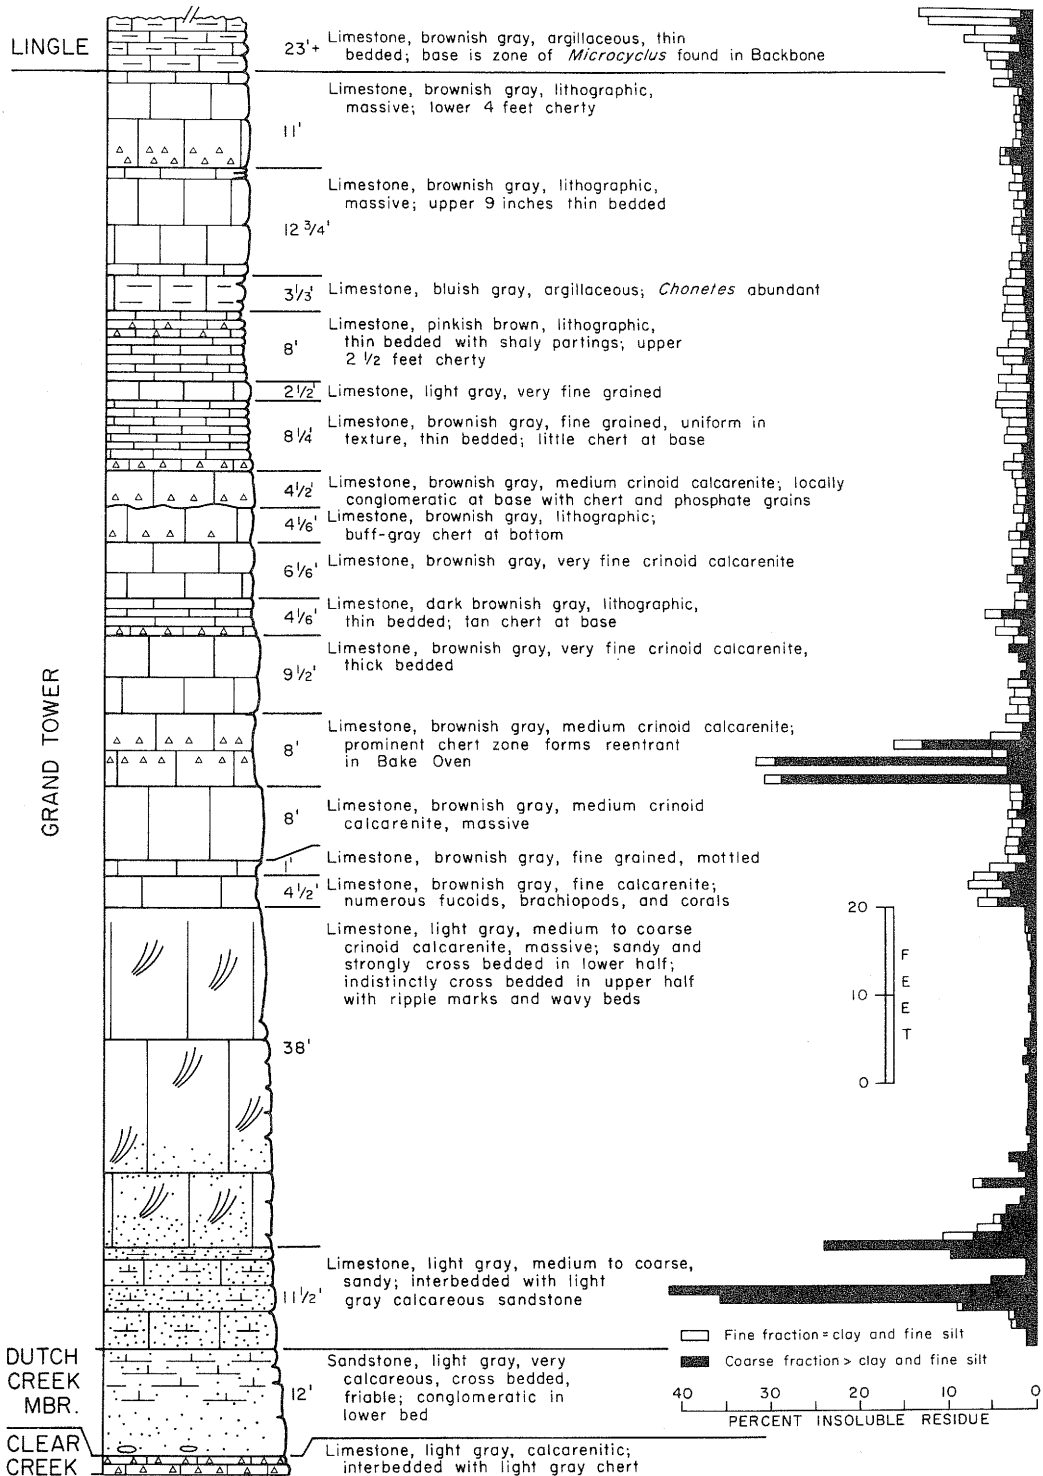 LINGLE
23'+
Limestone, brownish gray, argillaceous, thin
bedded; base is zone of Microcyclus found in Backbone
11'
Limestone, brownish gray, lithographic,
massive; lower 4 feet cherty
12 3/4'
Limestone, brownish gray, lithographic,
massive; upper 9 inches thin bedded
3 1/3'
Limestone, bluish gray, argillaceous; Chonetes abundant
8'
Limestone, pinkish brown, lithographic,
thin bedded with shaly partings; upper
2 1/2 feet cherty
2 1/2'
Limestone, light gray, very fine grained
8 1/4'
Limestone, brownish gray, fine grained, uniform in
texture, thin bedded; little chert at base
4 1/2'
Limestone, brownish gray, medium crinoid calcarenite; locally
conglomeratic at base with chert and phosphate grains
4 1/6'
Limestone, brownish gray, lithographic;
buff-gray chert at bottom
6 1/6'
Limestone, brownish gray, very fine crinoid calcarenite
4 1/6'
Limestone, dark brownish gray, lithographic,
thin bedded; tan chert at base
9 1/2'
Limestone, brownish gray, very fine crinoid calcarenite,
thick bedded
GRAND TOWER
8'
Limestone, brownish gray, medium crinoid calcarenite;
prominent chert zone forms reentrant
in Bake Oven
8'
Limestone, brownish gray, medium crinoid
calcarenite, massive
1'
Limestone, brownish gray, fine grained, mottled
4 1/2'
Limestone, brownish gray, fine calcarenite;
numerous fucoids, brachiopods, and corals
38'
Limestone, light gray, medium to coarse
crinoid calcarenite, massive; sandy and
strongly cross bedded in lower half;
indistinctly cross bedded in upper half
with ripple marks and wavy beds
20
10
0
FEET
11 1/2'
Limestone, light gray, medium to coarse,
sandy; interbedded with light
gray calcareous sandstone
Fine fraction = clay and fine silt
Coarse fraction > clay and fine silt
DUTCH
CREEK
MBR.
12'
Sandstone, light gray, very
calcareous, cross bedded,
friable; conglomeratic in
lower bed
40 30 20 10 0
PERCENT INSOLUBLE RESIDUE
CLEAR
CREEK
Limestone, light gray, calcarenitic;
interbedded with light gray chert